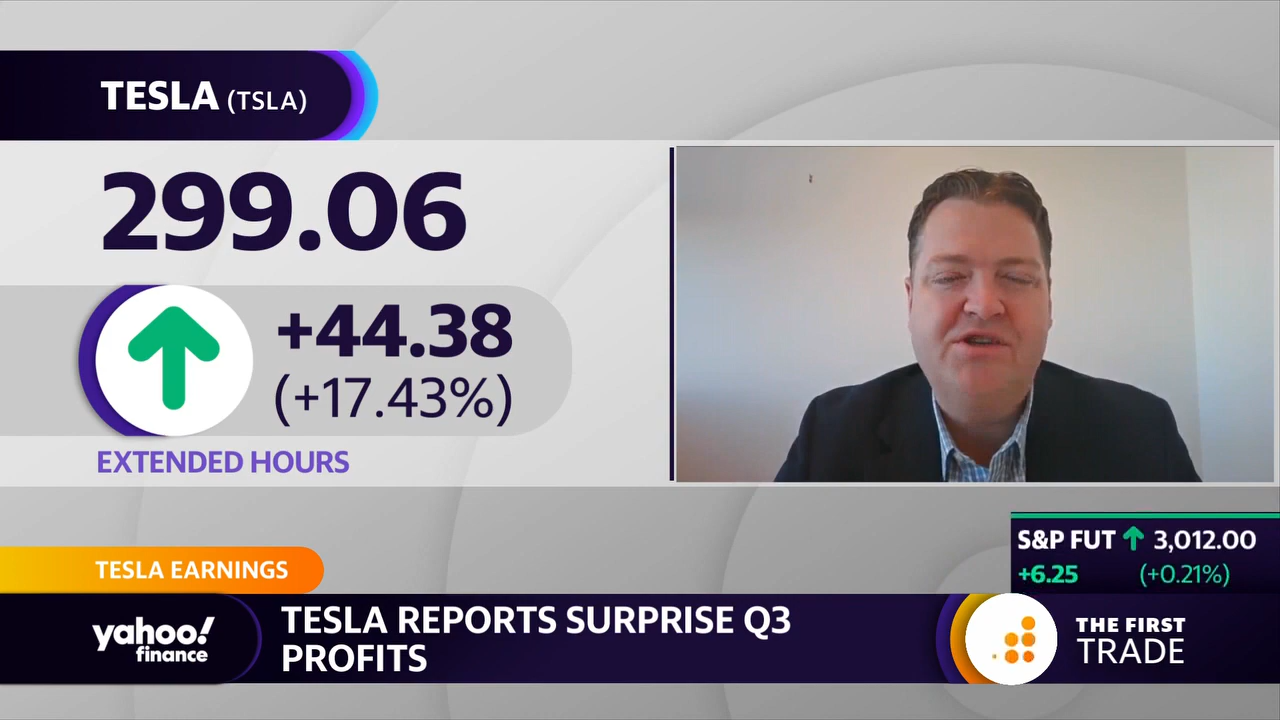 TESLA (TSLA)
299.06
+44.38
(+17.43%)
EXTENDED HOURS
S&P FUT 3,012.00
+6.25 (+0.21%)
TESLA EARNINGS
yahoo!
finance
TESLA REPORTS SURPRISE Q3
PROFITS
THE FIRST
TRADE